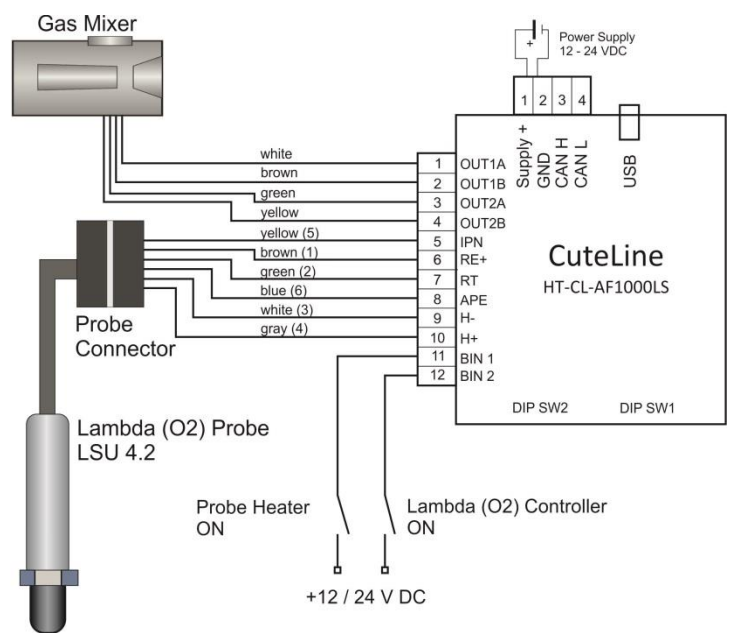 Gas Mixer
+
Power Supply
12 - 24 VDC
1 2 3 4
Supply +
GND
CAN H
CAN L
USB
white
1 OUT1A
brown
2 OUT1B
green
3 OUT2A
yellow
4 OUT2B
yellow (5)
5 IPN
brown (1)
6 RE+
green (2)
7 RT
blue (6)
8 APE
white (3)
9 H-
gray (4)
10 H+
11 BIN 1
12 BIN 2
CuteLine
HT-CL-AF1000LS
DIP SW2 DIP SW1
Probe
Connector
Lambda (O2) Probe
LSU 4.2
Probe Heater
ON
Lambda (O2) Controller
ON
+12 / 24 V DC